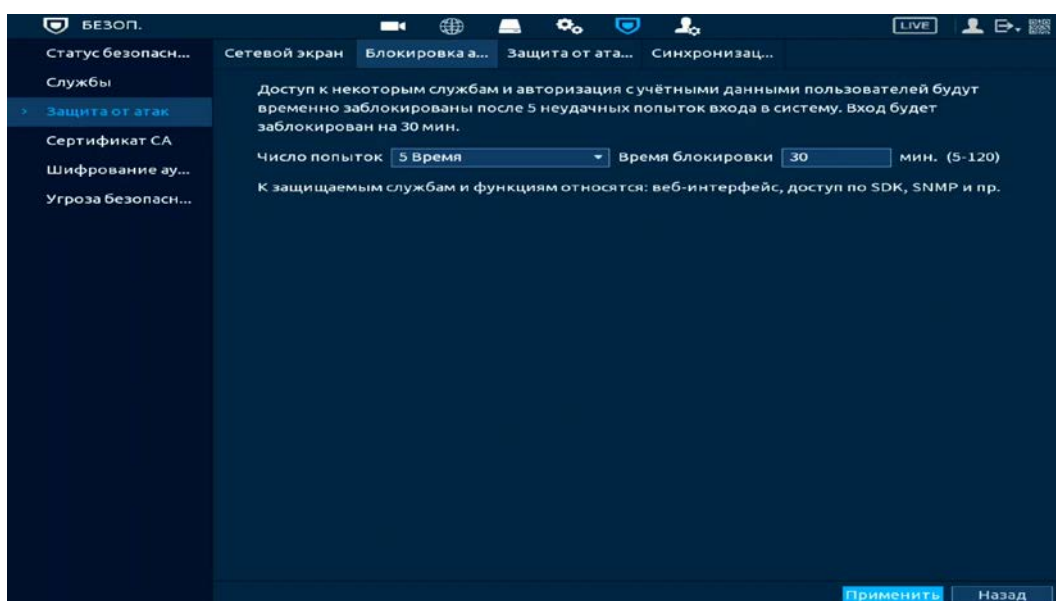 БЕЗОП.
LIVE
Статус безопасн...
Службы
Защита от атак
Сертификат CA
Шифрование ау...
Угроза безопасн...
Сетевой экран Блокировка а... Защита от ата... Синхронизац...
Доступ к некоторым службам и авторизация с учётными данными пользователей будут
временно заблокированы после 5 неудачных попыток входа в систему. Вход будет
заблокирован на 30 мин.
Число попыток 5 Время Время блокировки 30 мин. (5-120)
К защищаемым службам и функциям относятся: веб-интерфейс, доступ по SDK, SNMP и пр.
Применить Назад